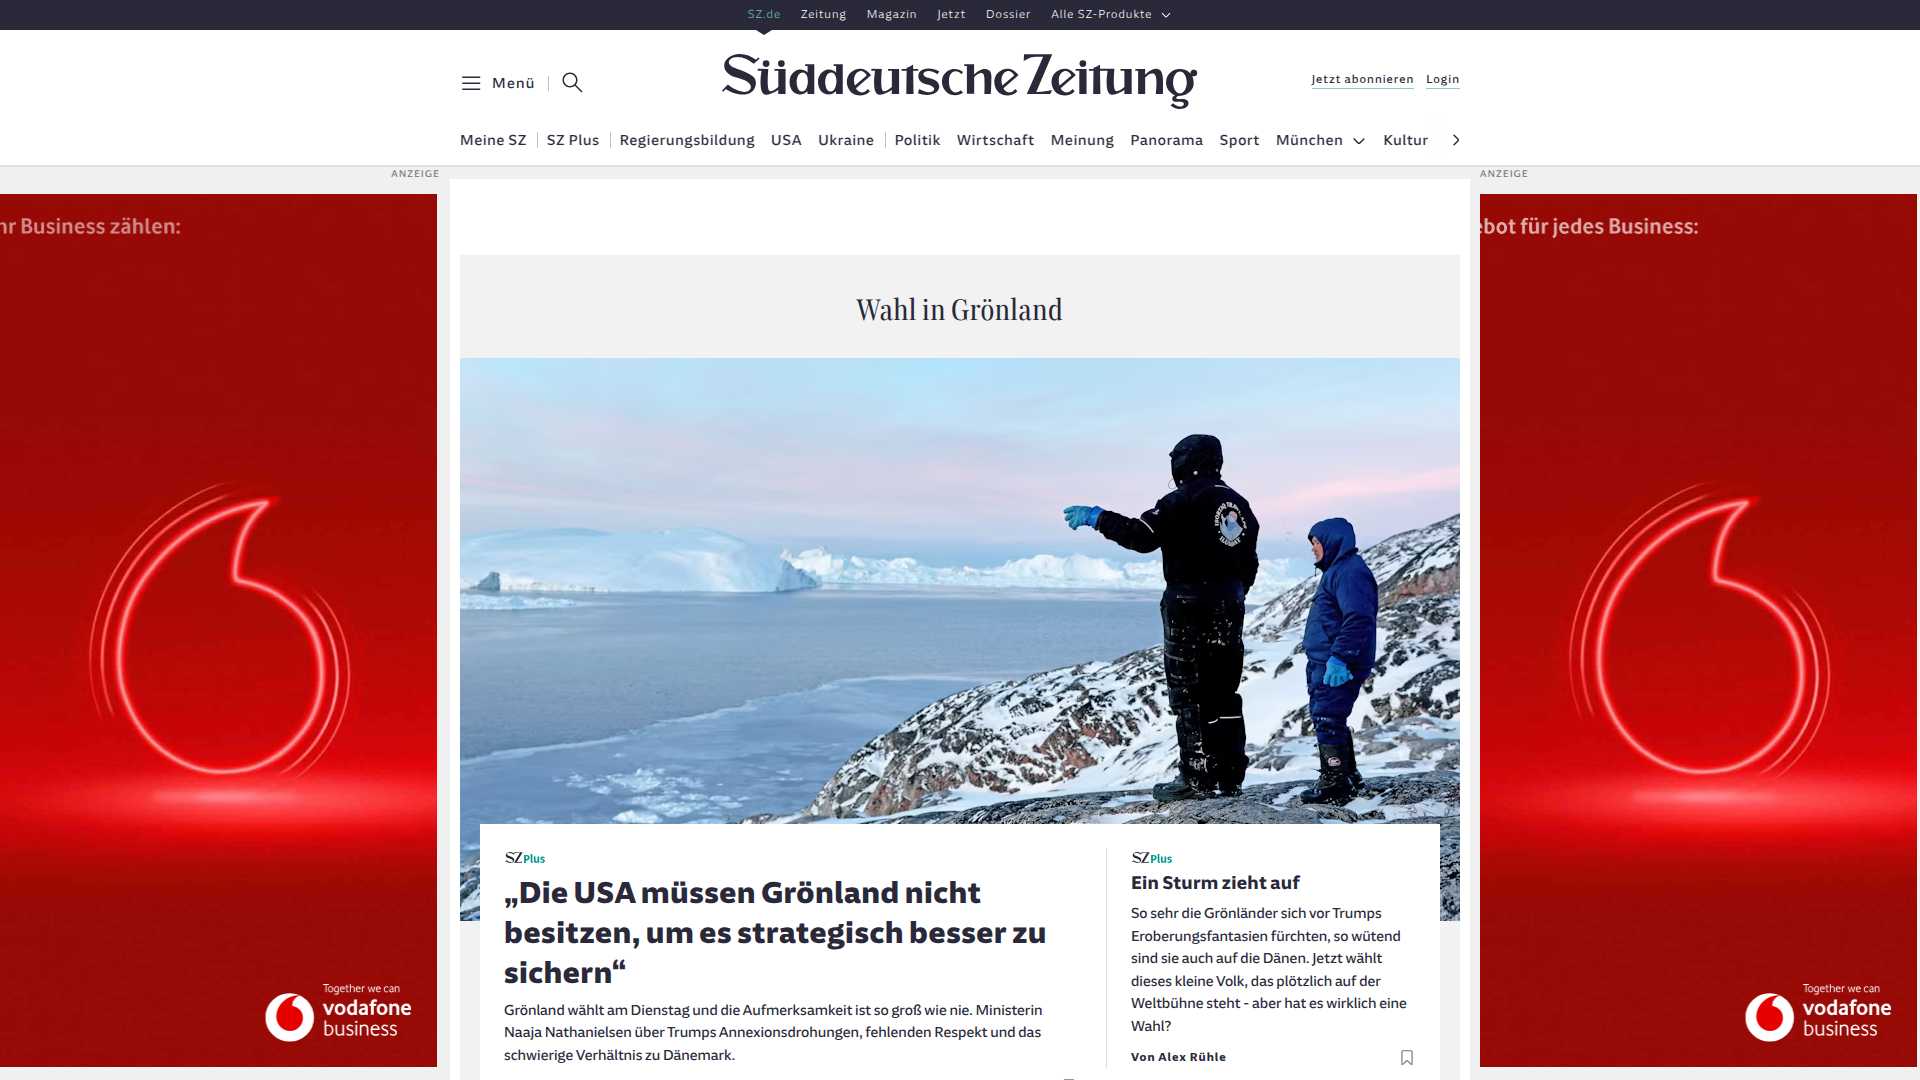 SZ.de Zeitung Magazin Jetzt Dossier Alle SZ-Produkte
Menü
Süddeutsche Zeitung
Jetzt abonnieren Login
Meine SZ SZ Plus Regierungsbildung USA Ukraine Politik Wirtschaft Meinung Panorama Sport München Kultur
ANZEIGE
ANZEIGE
hr Business zählen:
ebot für jedes Business:
Wahl in Grönland
SZ Plus
„Die USA müssen Grönland nicht
besitzen, um es strategisch besser zu
sichern“
Grönland wählt am Dienstag und die Aufmerksamkeit ist so groß wie nie. Ministerin
Naaja Nathanielsen über Trumps Annexionsdrohungen, fehlenden Respekt und das
schwierige Verhältnis zu Dänemark.
SZ Plus
Ein Sturm zieht auf
So sehr die Grönländer sich vor Trumps
Eroberungsfantasien fürchten, so wütend
sind sie auch auf die Dänen. Jetzt wählt
dieses kleine Volk, das plötzlich auf der
Weltbühne steht - aber hat es wirklich eine
Wahl?
Von Alex Rühle
Together we can
vodafone
business
Together we can
vodafone
business